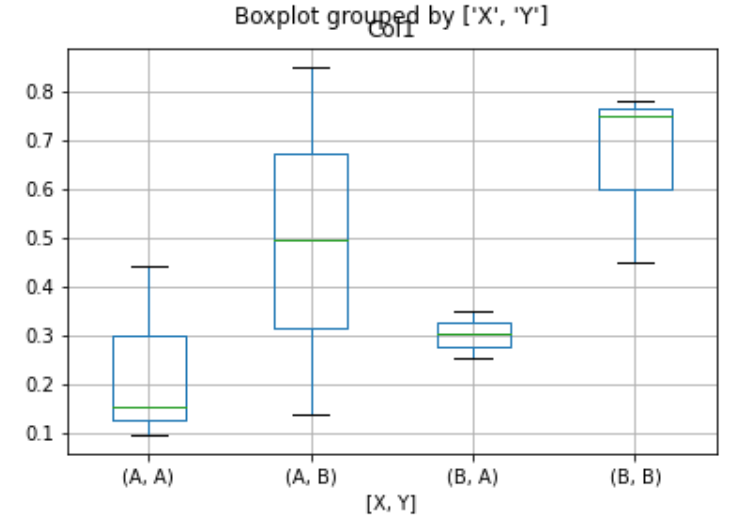 Boxplot grouped by ['X', 'Y']
Col1
0.8
0.7
0.6
0.5
0.4
0.3
0.2
0.1
(A, A) (A, B) (B, A) (B, B)
[X, Y]